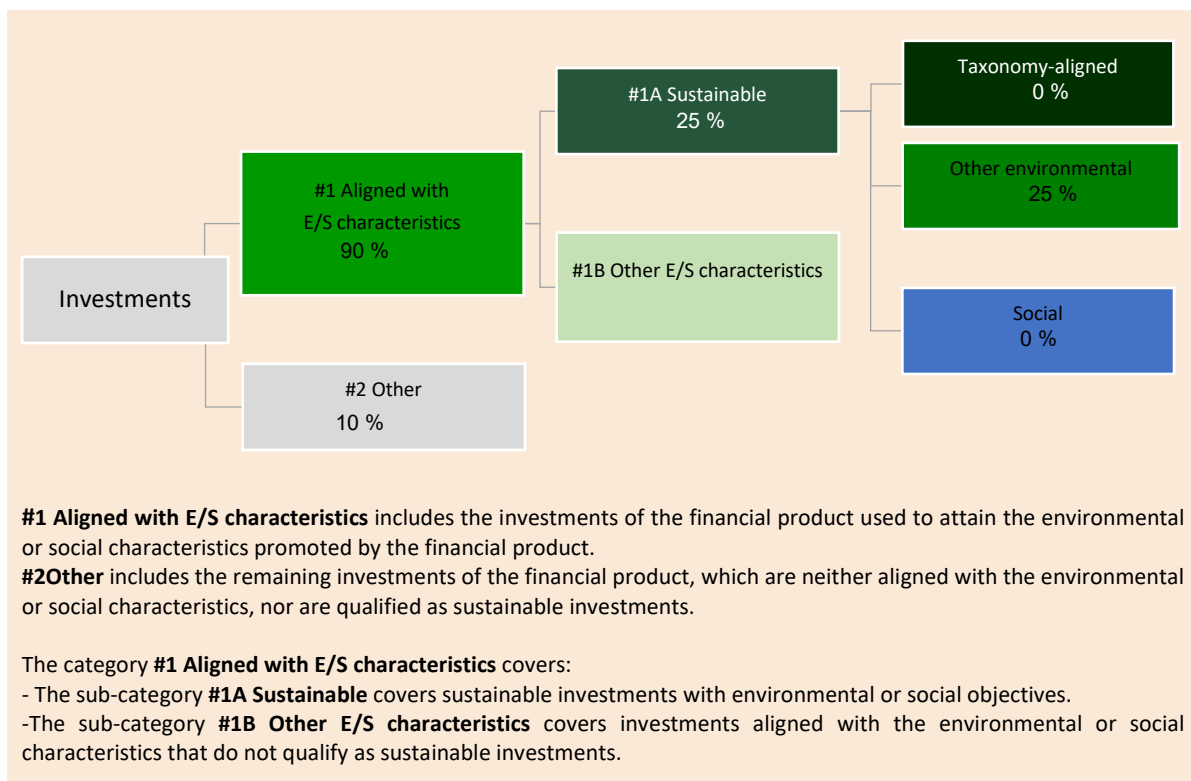 Investments
#1 Aligned with
E/S characteristics
90 %
#2 Other
10 %
#1A Sustainable
25 %
#1B Other E/S characteristics
Taxonomy-aligned
0 %
Other environmental
25 %
Social
0 %
#1 Aligned with E/S characteristics includes the investments of the financial product used to attain the environmental
or social characteristics promoted by the financial product.
#2Other includes the remaining investments of the financial product, which are neither aligned with the environmental
or social characteristics, nor are qualified as sustainable investments.
The category #1 Aligned with E/S characteristics covers:
- The sub-category #1A Sustainable covers sustainable investments with environmental or social objectives.
-The sub-category #1B Other E/S characteristics covers investments aligned with the environmental or social
characteristics that do not qualify as sustainable investments.